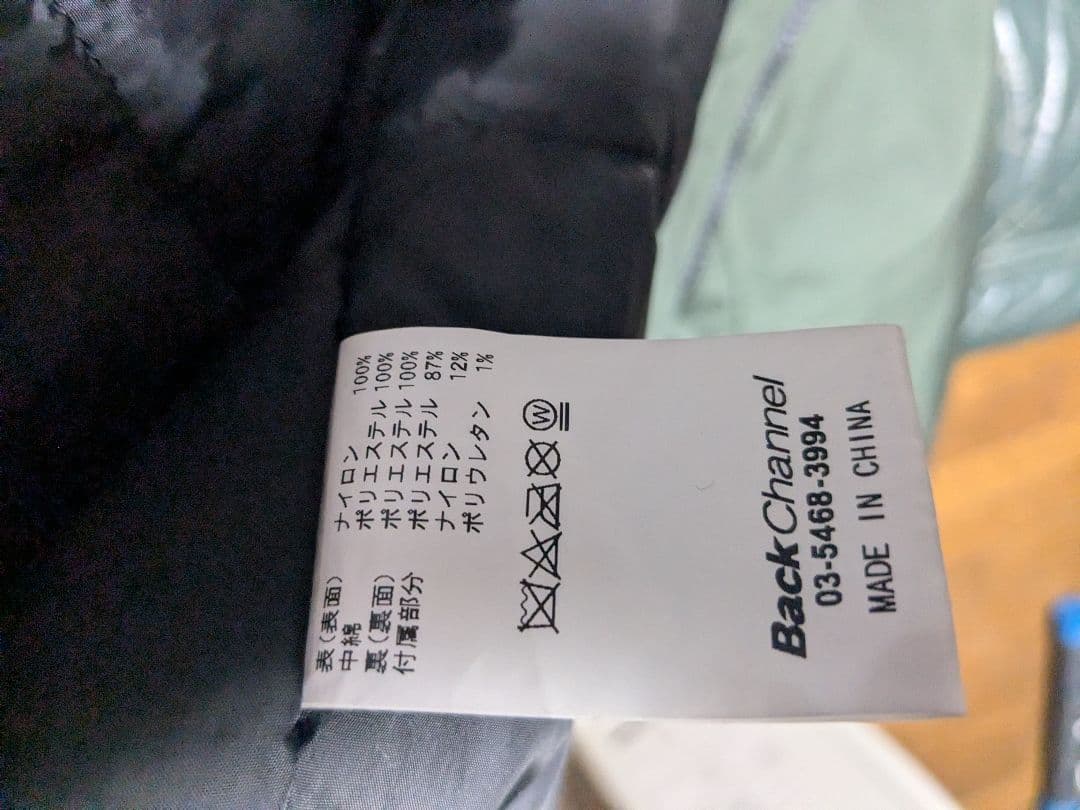 表(表面) ナイロン 100%
中綿 ポリエステル 100%
裏(裏面) ポリエステル 100%
付属部分 ポリエステル 87%
ナイロン 12%
ポリウレタン 1%
W
BackChannel
03-5468-3994
MADE IN CHINA